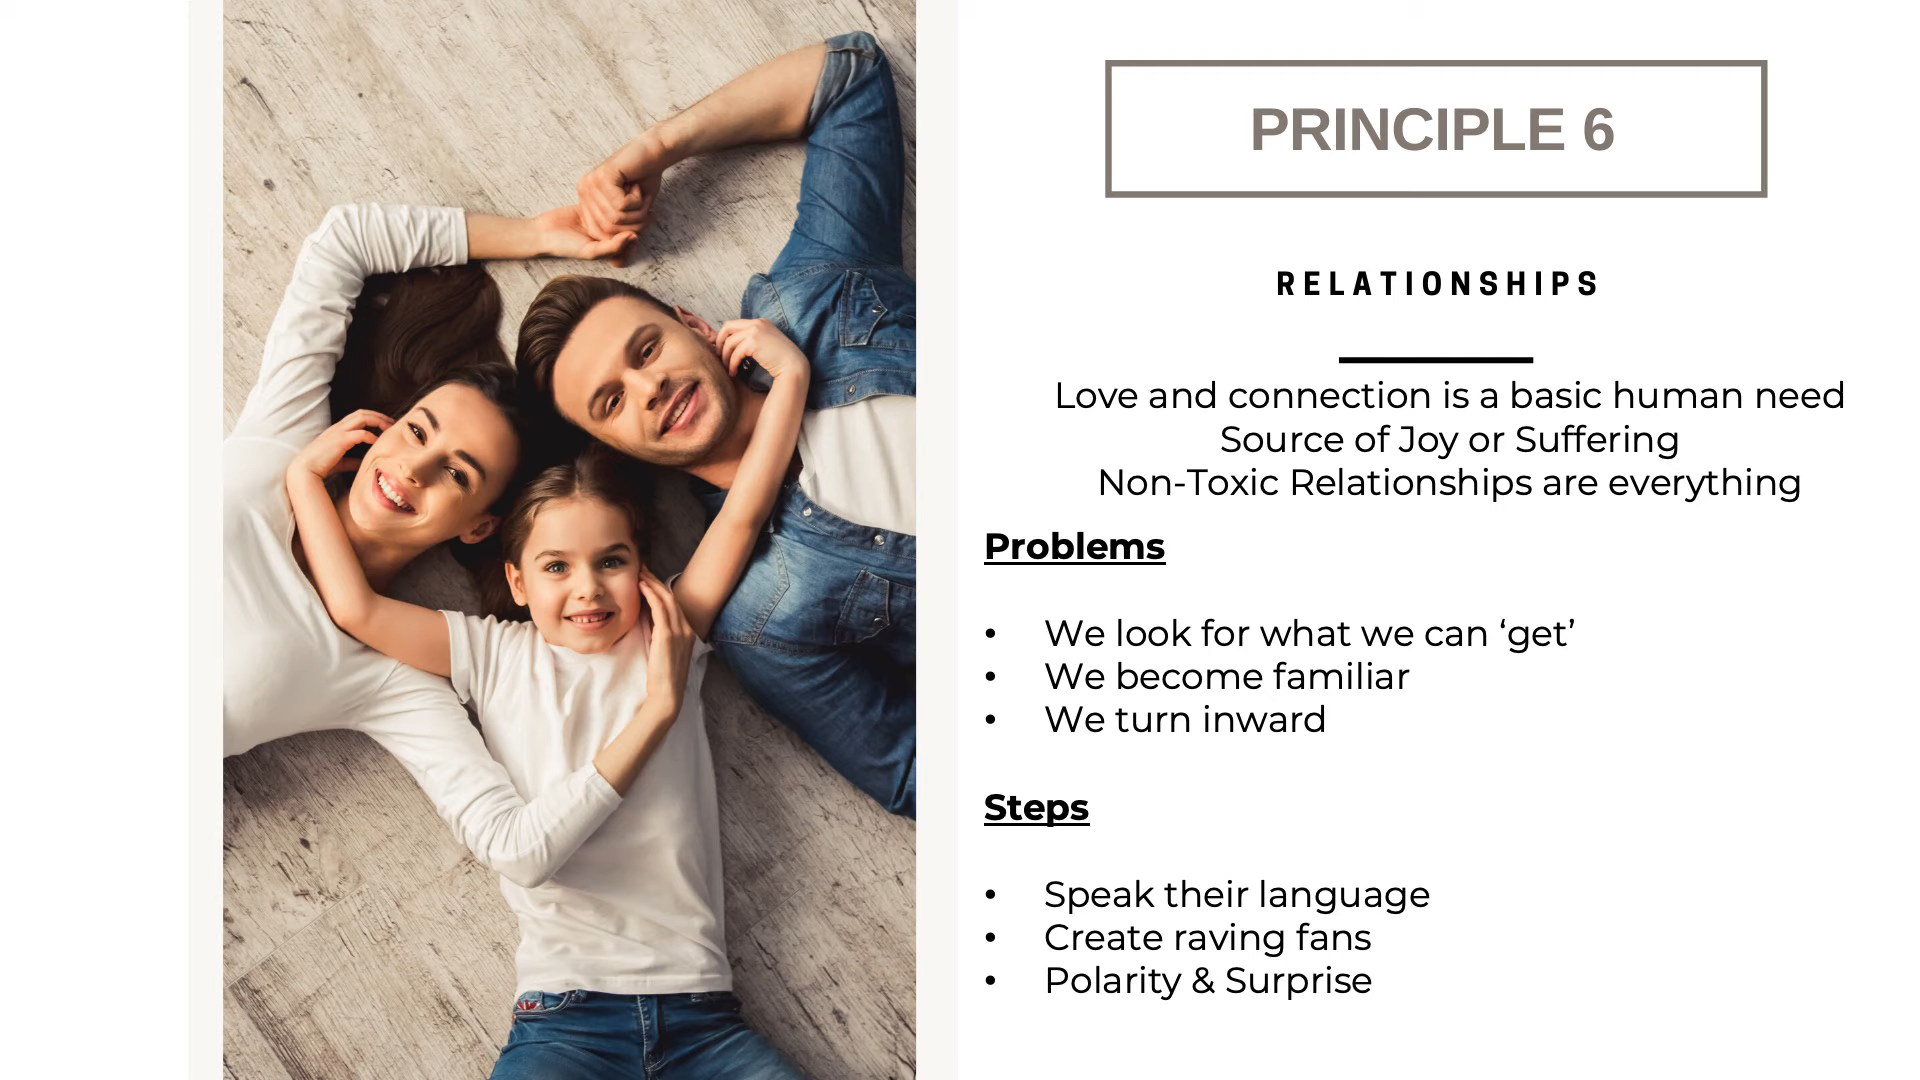 PRINCIPLE 6
RELATIONSHIPS
Love and connection is a basic human need
Source of Joy or Suffering
Non-Toxic Relationships are everything
Problems
• We look for what we can ‘get’
• We become familiar
• We turn inward
Steps
• Speak their language
• Create raving fans
• Polarity & Surprise